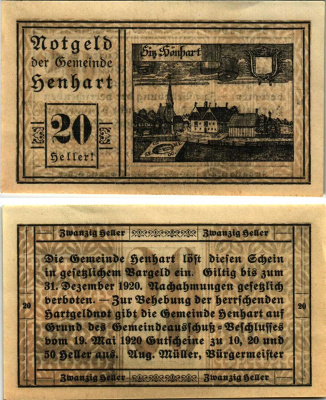 Notgeld
der Gemeinde
Henhart
20
Heller!
Sitz Hönhart
Zwanzig Heller Zwanzig Heller
Die Gemeinde Henhart löst diesen Schein
in gesetzlichem Bargeld ein. Giltig bis zum
31. Dezember 1920. Nachahmungen gesetzlich
verboten. — Zur Behebung der herrschenden
20 Hartgeldnot gibt die Gemeinde Henhart auf 20
Grund des Gemeindeausschuß=Beschlusses
vom 19. Mai 1920 Gutscheine zu 10, 20 und
50 Heller aus. Aug. Müller, Bürgermeister
Zwanzig Heller Zwanzig Heller